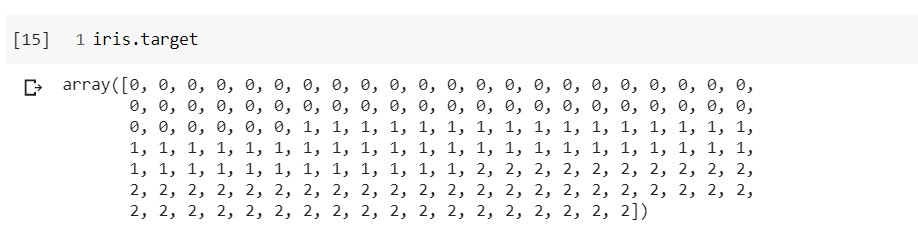 [15] 1 iris.target
array([0, 0, 0, 0, 0, 0, 0, 0, 0, 0, 0, 0, 0, 0, 0, 0, 0, 0, 0, 0, 0, 0,
0, 0, 0, 0, 0, 0, 0, 0, 0, 0, 0, 0, 0, 0, 0, 0, 0, 0, 0, 0, 0, 0,
0, 0, 0, 0, 0, 0, 1, 1, 1, 1, 1, 1, 1, 1, 1, 1, 1, 1, 1, 1, 1, 1,
1, 1, 1, 1, 1, 1, 1, 1, 1, 1, 1, 1, 1, 1, 1, 1, 1, 1, 1, 1, 1, 1,
1, 1, 1, 1, 1, 1, 1, 1, 1, 1, 1, 1, 2, 2, 2, 2, 2, 2, 2, 2, 2, 2,
2, 2, 2, 2, 2, 2, 2, 2, 2, 2, 2, 2, 2, 2, 2, 2, 2, 2, 2, 2, 2, 2,
2, 2, 2, 2, 2, 2, 2, 2, 2, 2, 2, 2, 2, 2, 2, 2, 2, 2])